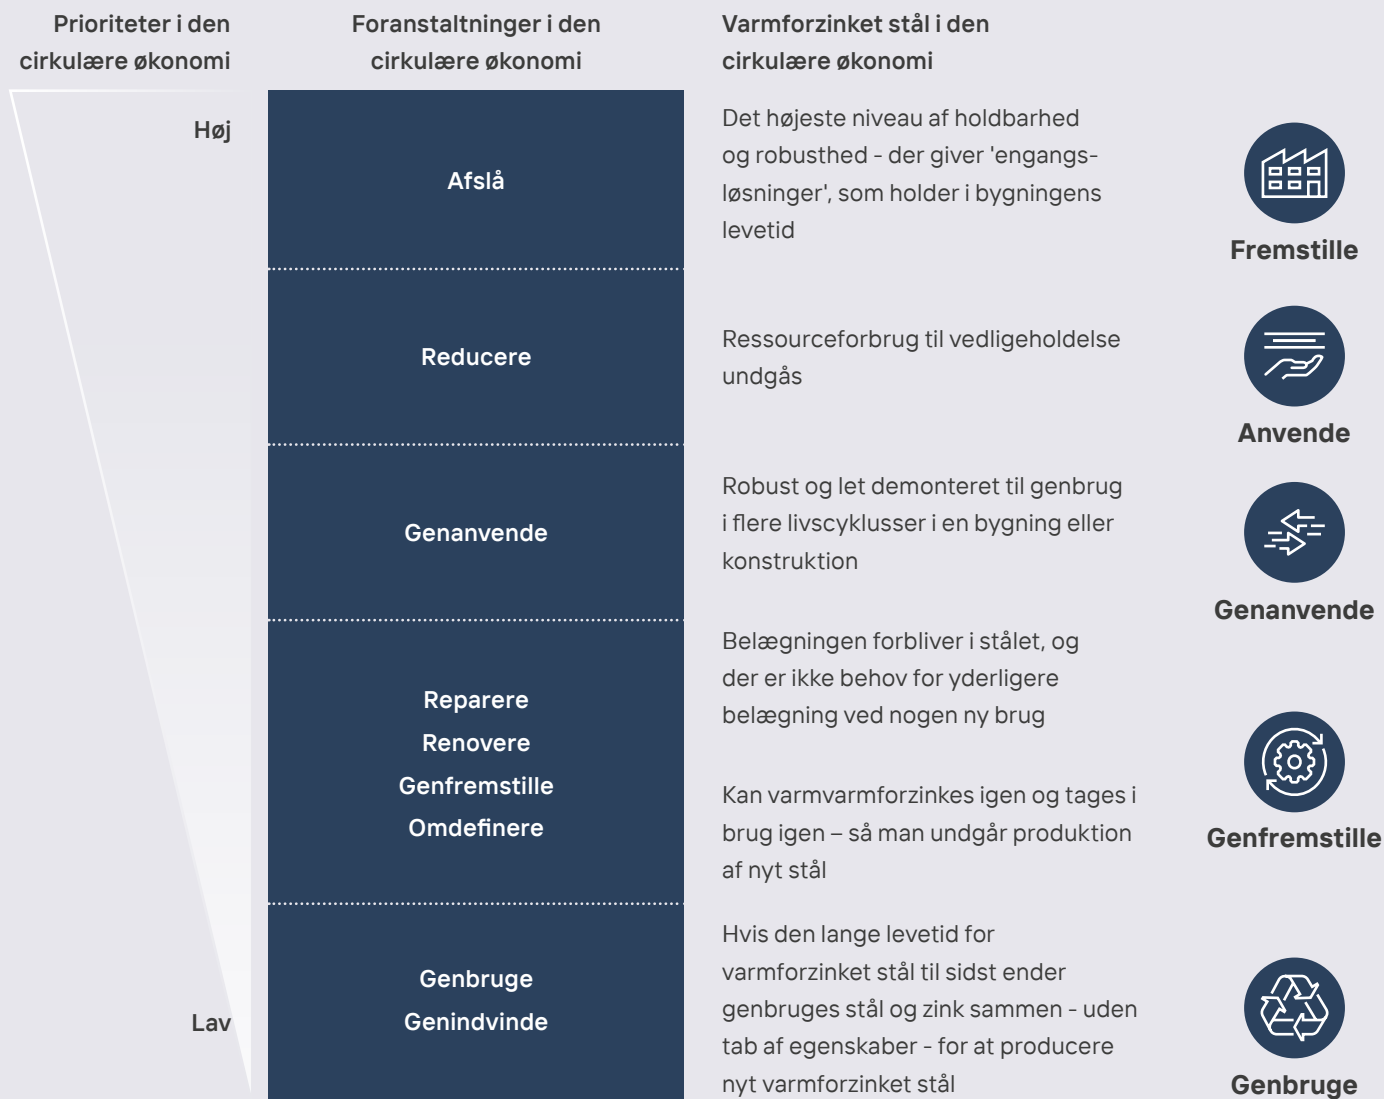 Prioriteter i den
cirkulære økonomi
Foranstaltninger i den
cirkulære økonomi
Varmforzinket stål i den
cirkulære økonomi
Høj
Afslå
Det højeste niveau af holdbarhed
og robusthed - der giver 'engangs-
løsninger', som holder i bygningens
levetid
Fremstille
Reducere
Ressourceforbrug til vedligeholdelse
undgås
Anvende
Genanvende
Robust og let demonteret til genbrug
i flere livscyklusser i en bygning eller
konstruktion
Genanvende
Reparere
Renovere
Genfremstille
Omdefinere
Belægningen forbliver i stålet, og
der er ikke behov for yderligere
belægning ved nogen ny brug
Kan varmvarmforzinkes igen og tages i
brug igen – så man undgår produktion
af nyt stål
Genfremstille
Lav
Genbruge
Genindvinde
Hvis den lange levetid for
varmforzinket stål til sidst ender
genbruges stål og zink sammen - uden
tab af egenskaber - for at producere
nyt varmforzinket stål
Genbruge